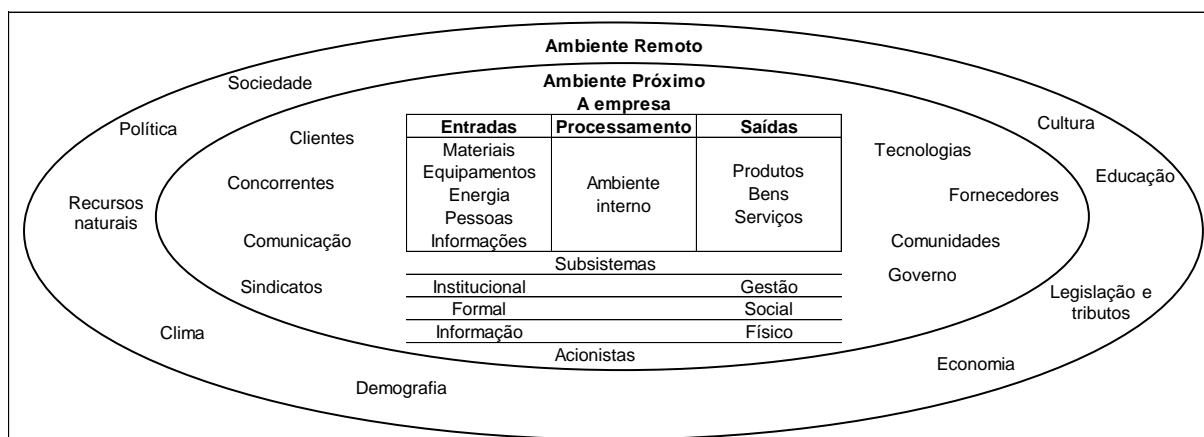 Ambiente Remoto
Ambiente Próximo
A empresa
Sociedade
Política
Recursos
naturais
Clima
Demografia
Clientes
Concorrentes
Comunicação
Sindicatos
Entradas Processamento Saídas
Materiais
Equipamentos
Energia
Pessoas
Informações
Ambiente
interno
Produtos
Bens
Serviços
Subsistemas
Institucional Gestão
Formal Social
Informação Físico
Acionistas
Tecnologias
Fornecedores
Comunidades
Governo
Cultura
Educação
Legislação e
tributos
Economia